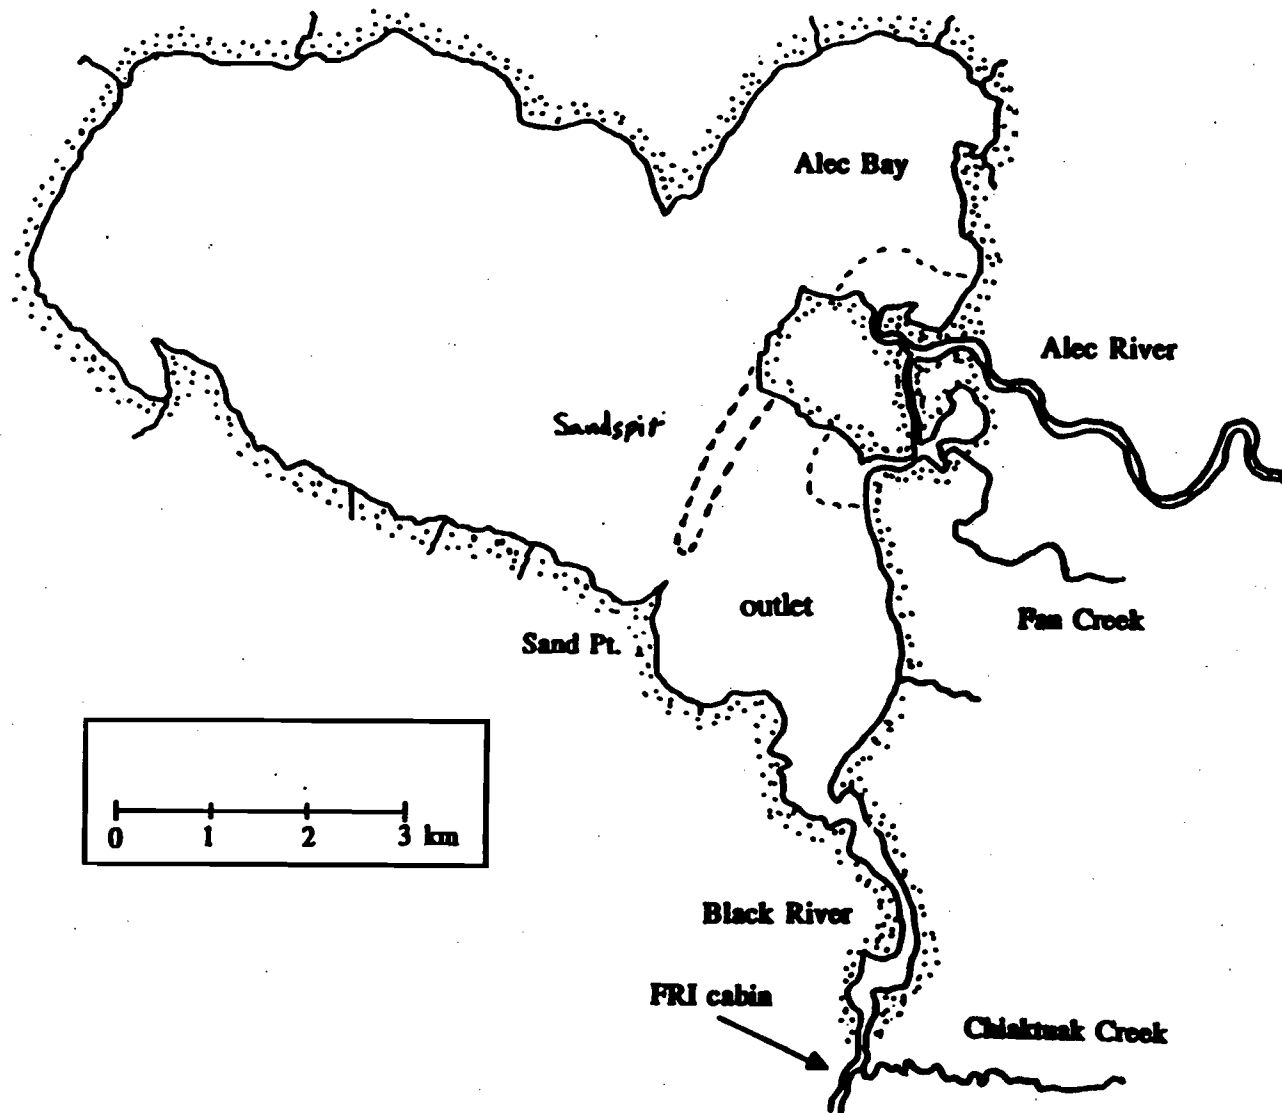 Alec Bay
Alec River
Sandspit
outlet
Fan Creek
Sand Pt.
0 1 2 3 km
Black River
FRI cabin
Chiaktuak Creek